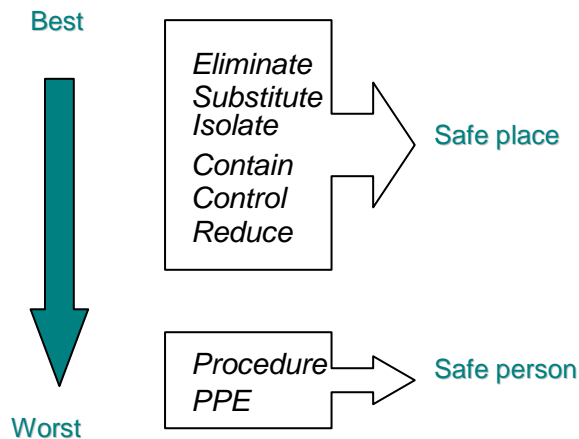 Best
Eliminate
Substitute
Isolate
Contain
Control
Reduce
Safe place
Procedure
PPE
Safe person
Worst